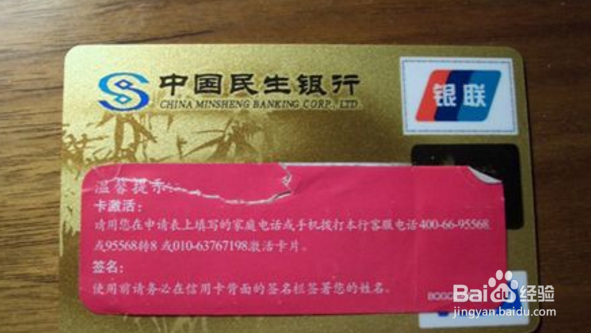 中国民生银行
CHINA MINSHENG BANKING CORP., LTD
银联
温馨提示:
卡激活:
请用您在申请表上填写的家庭电话或手机拨打本行客服电话400-66-95568
或95568转8 或010-63767198激活卡片。
签名:
使用前请务必在信用卡背面的签名栏签署您的姓名。
BOGO
Bai 经验
jingyan.baidu.com